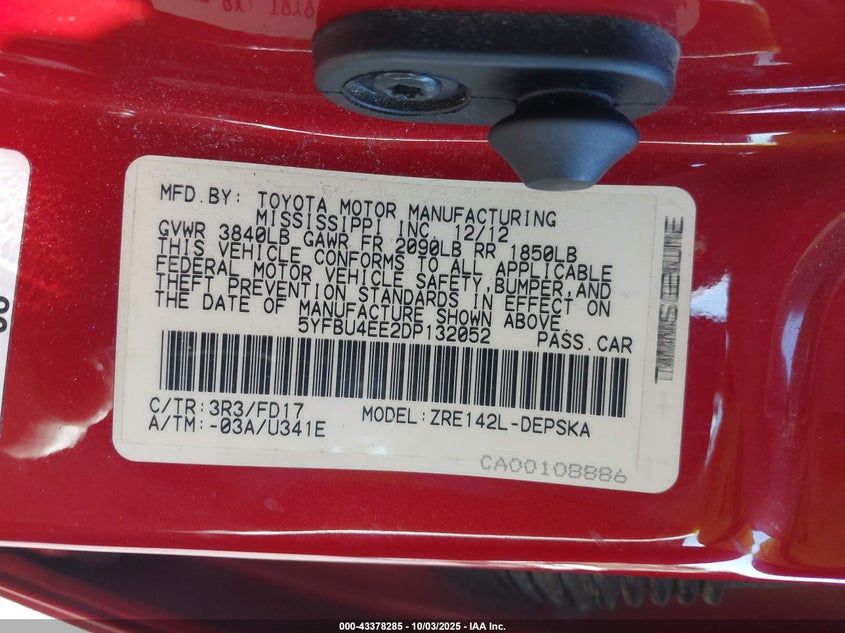 MFD.BY: TOYOTA MOTOR MANUFACTURING
MISSISSIPPI INC. 12/12
GVWR 3840LB GAWR FR 2090LB RR 1850LB
THIS VEHICLE CONFORMS TO ALL APPLICABLE
FEDERAL MOTOR VEHICLE SAFETY,BUMPER,AND
THEFT PREVENTION STANDARDS IN EFFECT ON
THE DATE OF MANUFACTURE SHOWN ABOVE.
5YFBU4EE2DP132052 PASS.CAR
C/TR:3R3/FD17 MODEL:ZRE142L-DEPSKA
A/TM:-03A/U341E
CA00108886
000-43378285 | 10/03/2025 - IAA Inc.